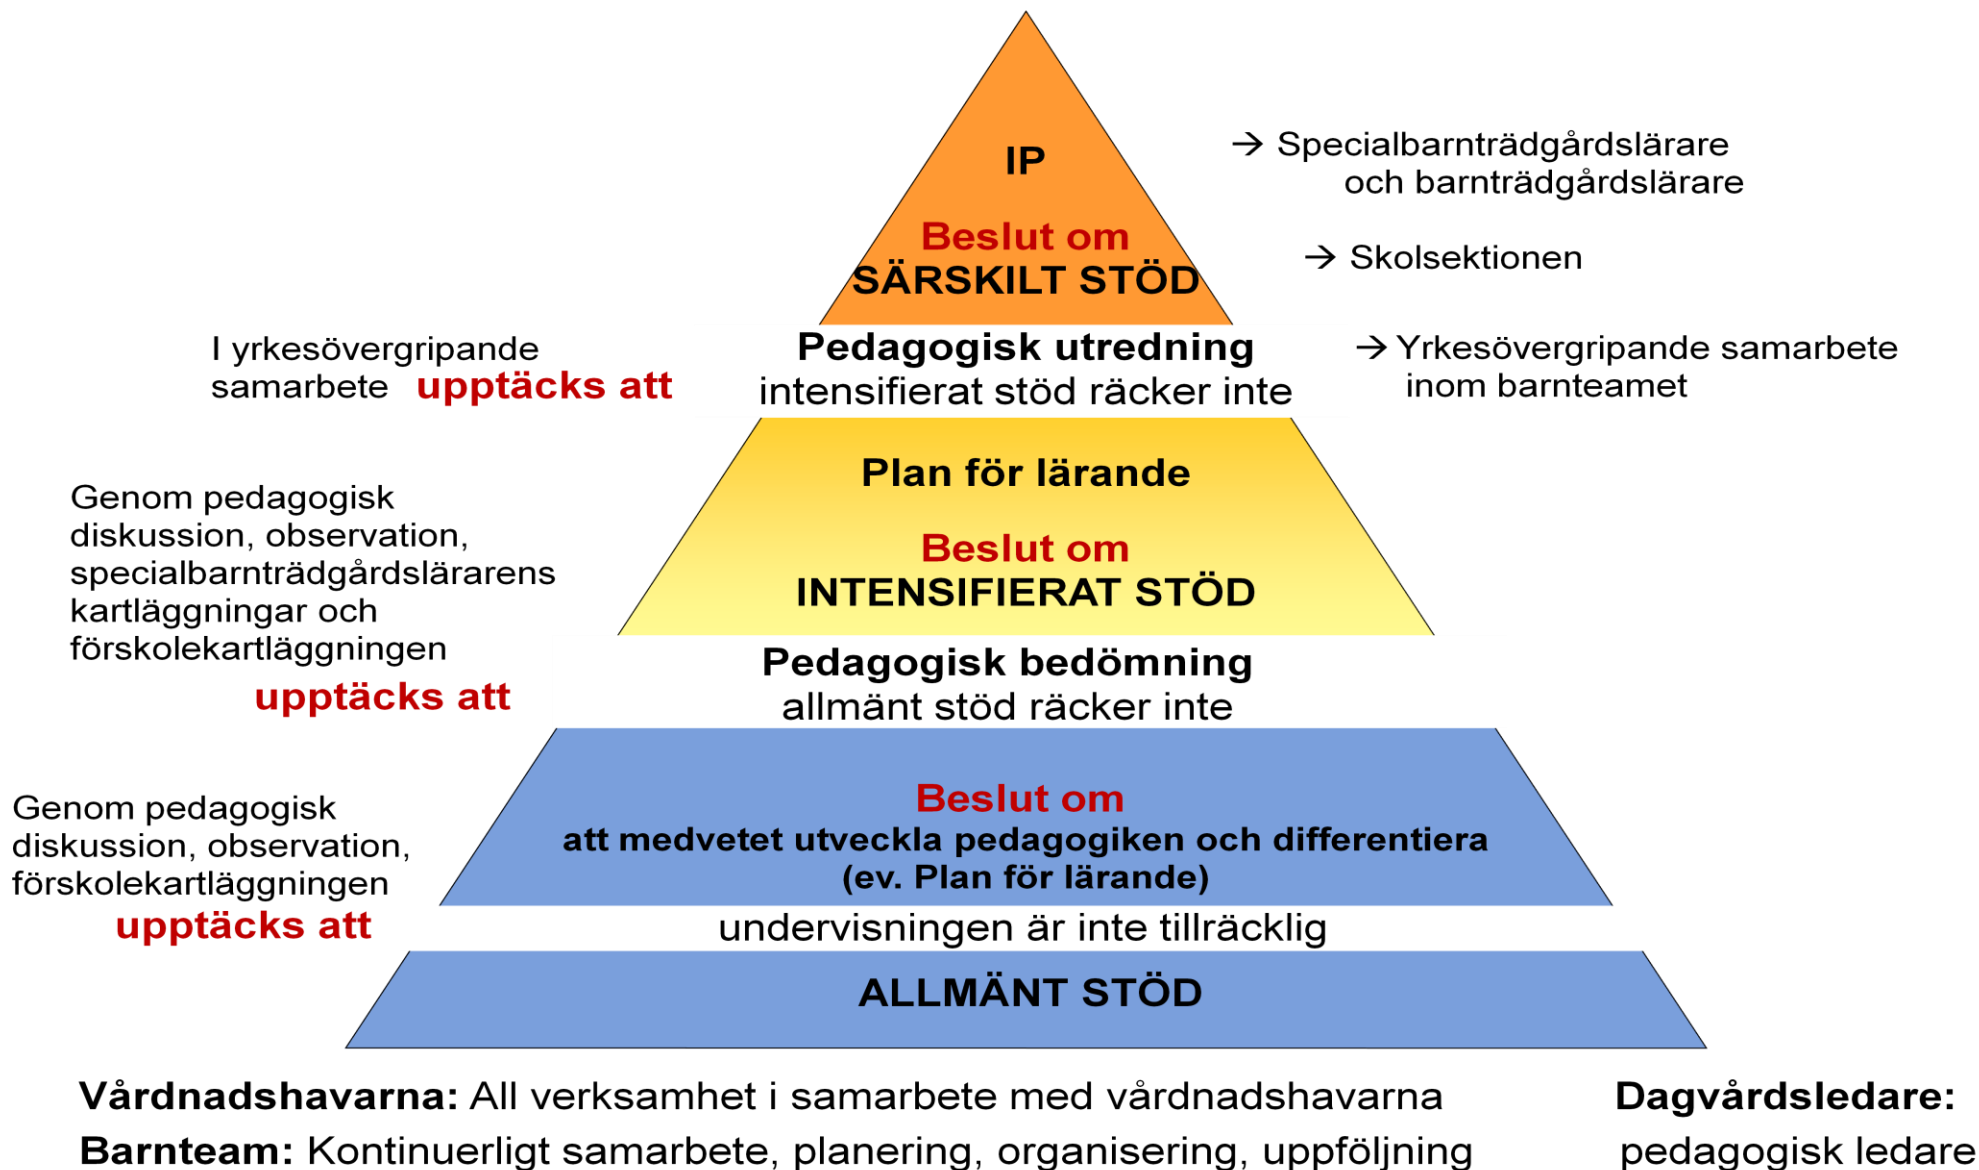 IP
→ Specialbarnträdgårdslärare
och barnträdgårdslärare
Beslut om
SÄRSKILT STÖD
→ Skolsektionen
I yrkesövergripande
samarbete upptäcks att
Pedagogisk utredning
intensifierat stöd räcker inte
→ Yrkesövergripande samarbete
inom barnteamet
Plan för lärande
Beslut om
INTENSIFIERAT STÖD
Genom pedagogisk
diskussion, observation,
specialbarnträdgårdslärarens
kartläggningar och
förskolekartläggningen
upptäcks att
Pedagogisk bedömning
allmänt stöd räcker inte
Beslut om
att medvetet utveckla pedagogiken och differentiera
(ev. Plan för lärande)
Genom pedagogisk
diskussion, observation,
förskolekartläggningen
upptäcks att
undervisningen är inte tillräcklig
ALLMÄNT STÖD
Vårdnadshavarna: All verksamhet i samarbete med vårdnadshavarna
Barnteam: Kontinuerligt samarbete, planering, organisering, uppföljning
Dagvårdsledare:
pedagogisk ledare